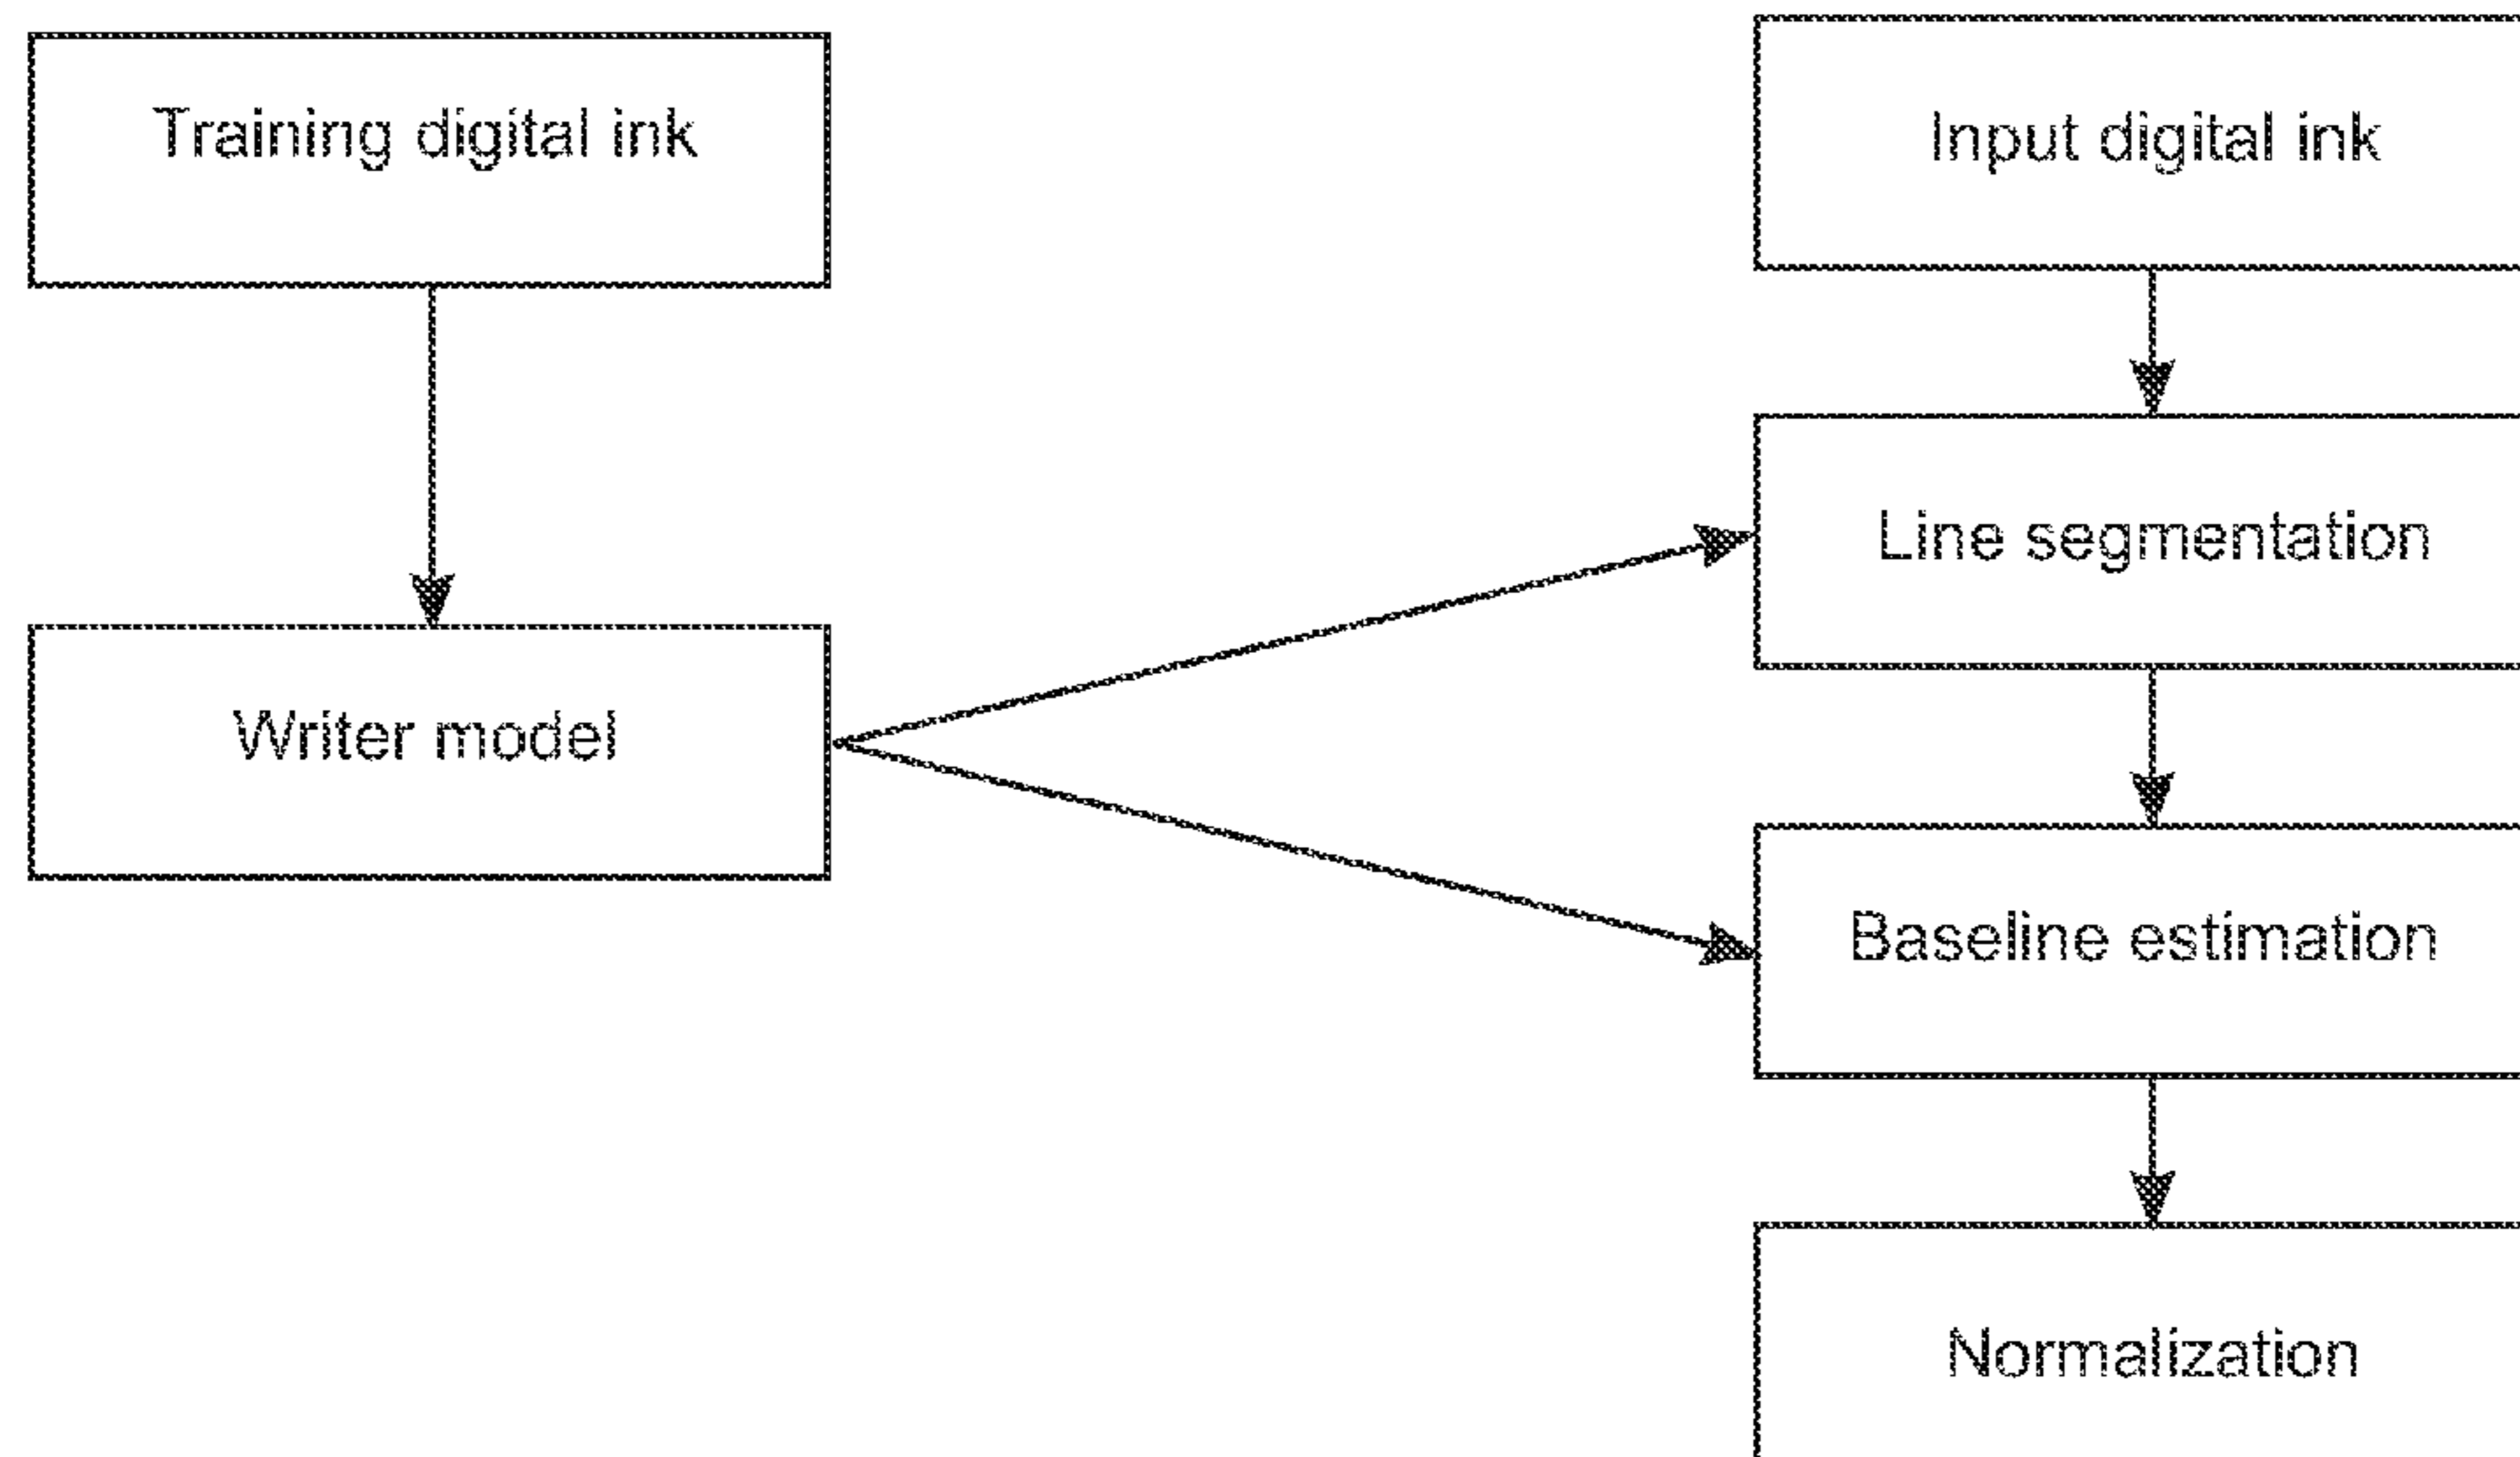 Training digital ink
Input digital ink
Line segmentation
Writer model
Baseline estimation
Normalization